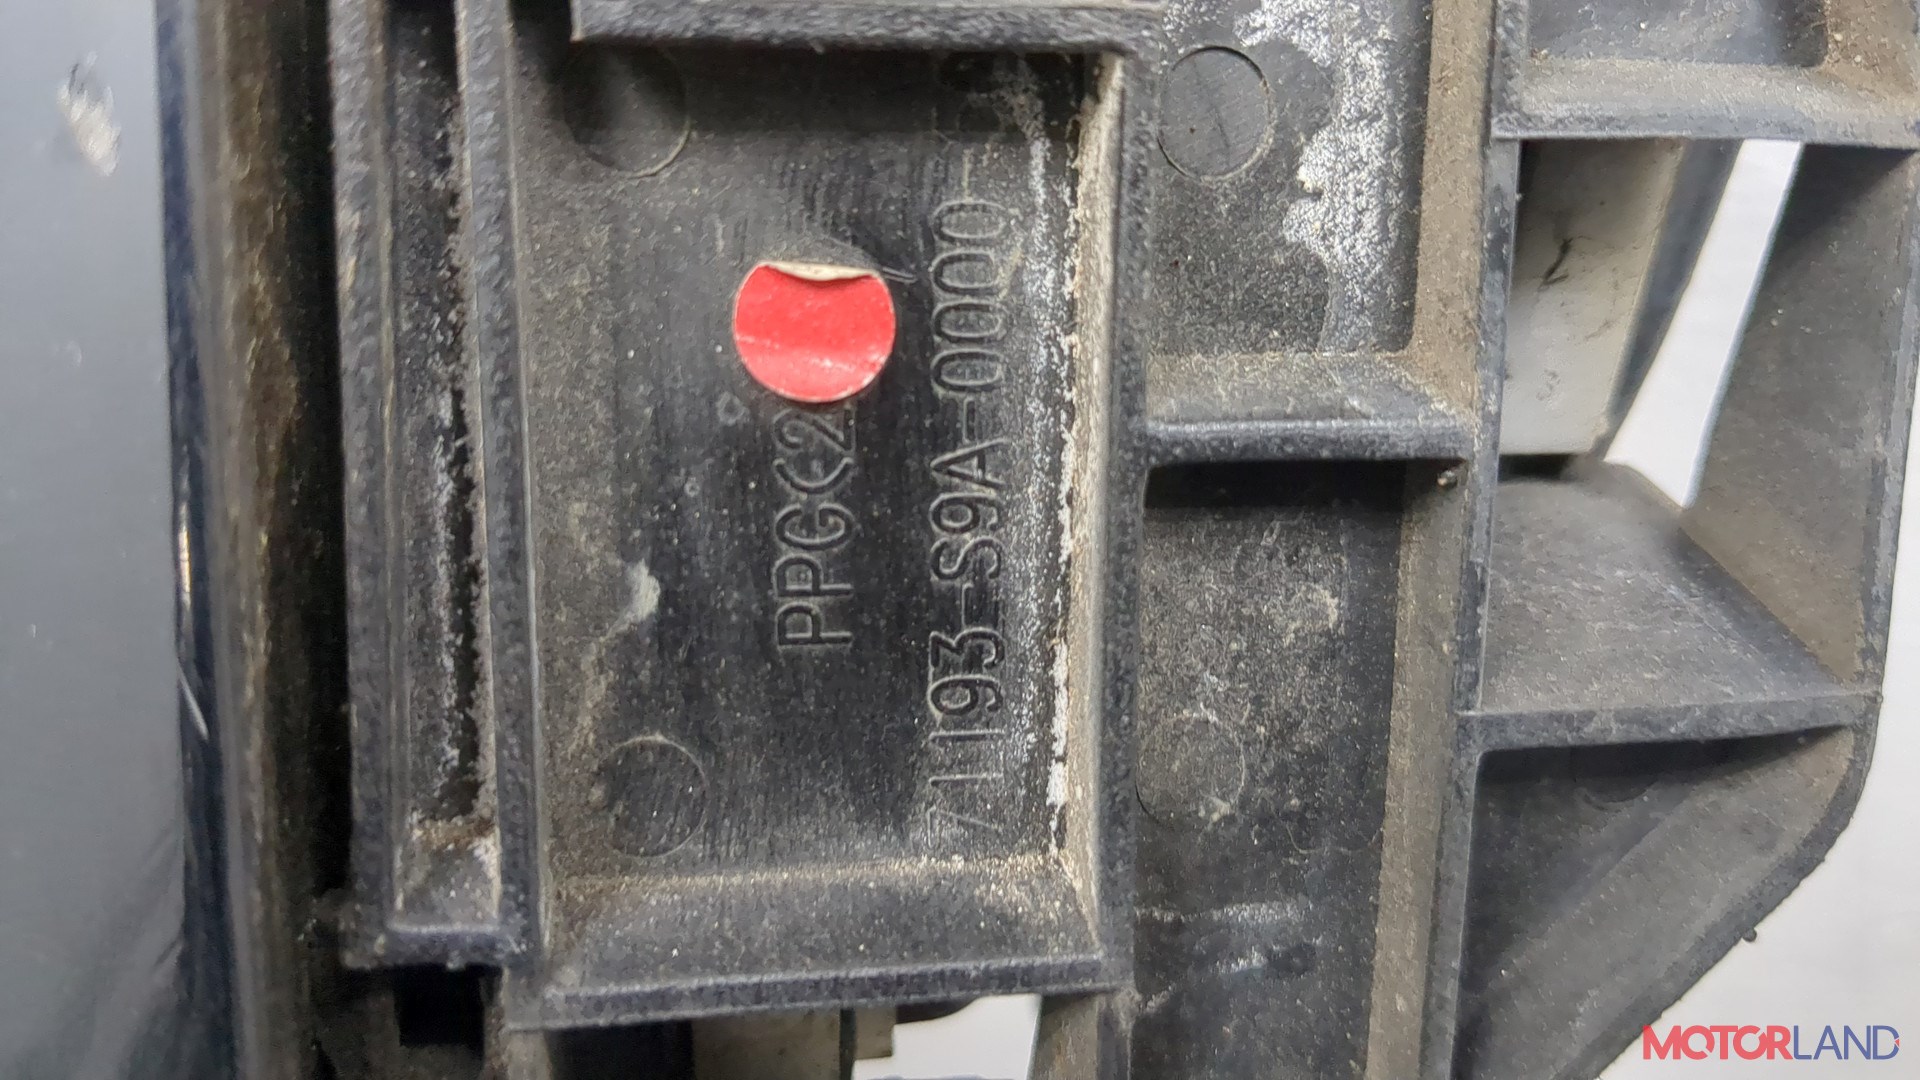 PPG(2
71193-S9A-0000
MOTORLAND